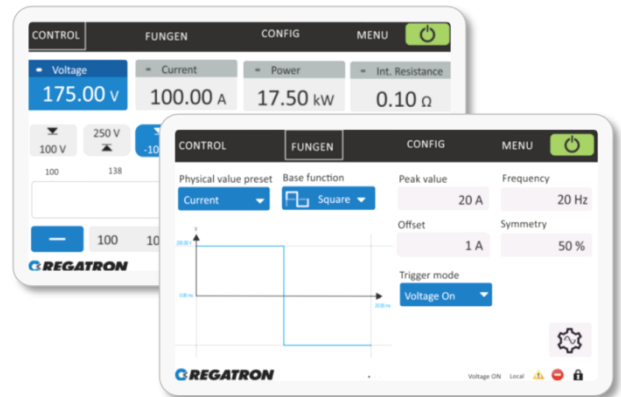 CONTROL FUNGEN CONFIG MENU
Voltage Current Power Int. Resistance
175.00 V 100.00 A 17.50 kW 0.10 Ω
100 V 250 V
100 138
100
REGATRON
CONTROL FUNGEN CONFIG MENU
Physical value preset Base function Peak value Frequency
Current Square 20 A 20 Hz
Offset Symmetry
1 A 50 %
Trigger mode
Voltage On
REGATRON
Voltage ON Local